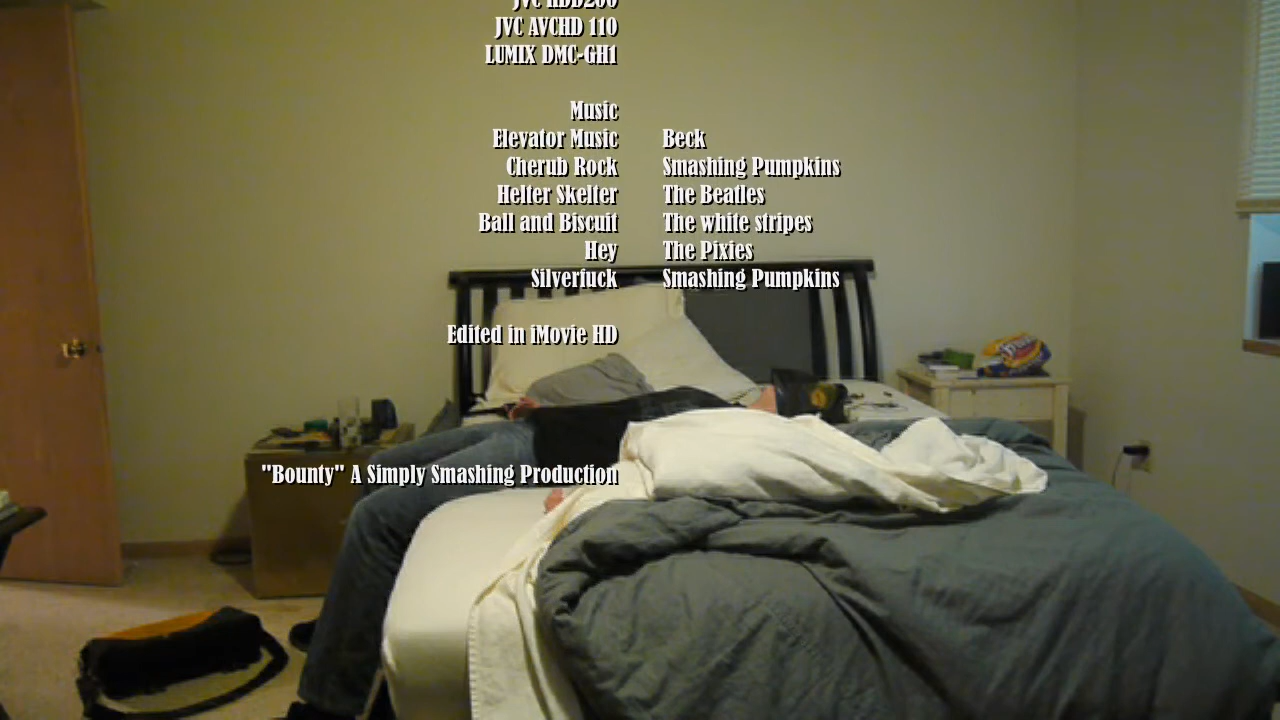 JVC HDD200
JVC AVCHD 110
LUMIX DMC-GH1
Music
Elevator Music Beck
Cherub Rock Smashing Pumpkins
Helter Skelter The Beatles
Ball and Biscuit The white stripes
Hey The Pixies
Silverfuck Smashing Pumpkins
Edited in iMovie HD
"Bounty" A Simply Smashing Production